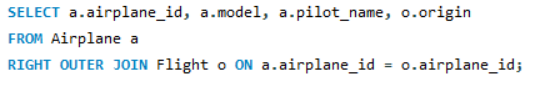 SELECT a.airplane_id, a.model, a.pilot_name, o.origin
FROM Airplane a
RIGHT OUTER JOIN Flight o ON a.airplane_id = o.airplane_id;